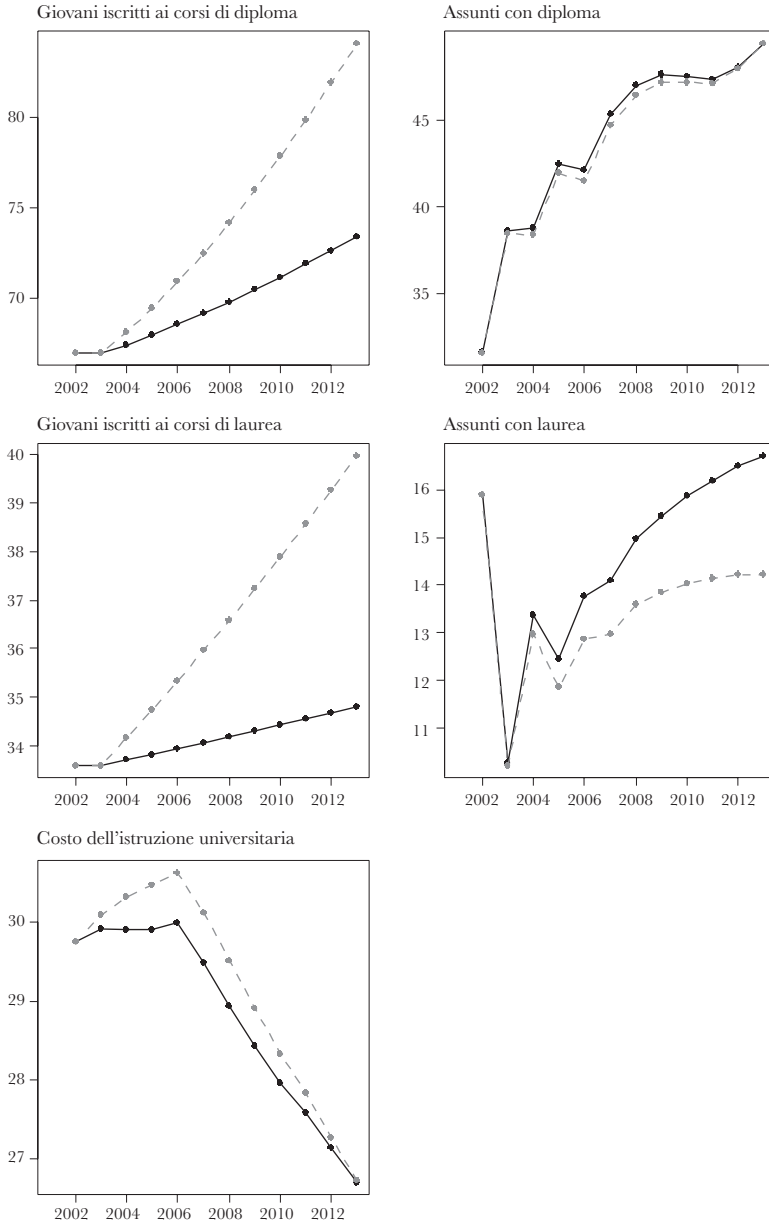 Giovani iscritti ai corsi di diploma
80
75
70
2002 2004 2006 2008 2010 2012
Assunti con diploma
45
40
35
2002 2004 2006 2008 2010 2012
Giovani iscritti ai corsi di laurea
40
39
38
37
36
35
34
2002 2004 2006 2008 2010 2012
Assunti con laurea
16
15
14
13
12
11
2002 2004 2006 2008 2010 2012
Costo dell'istruzione universitaria
30
29
28
27
2002 2004 2006 2008 2010 2012